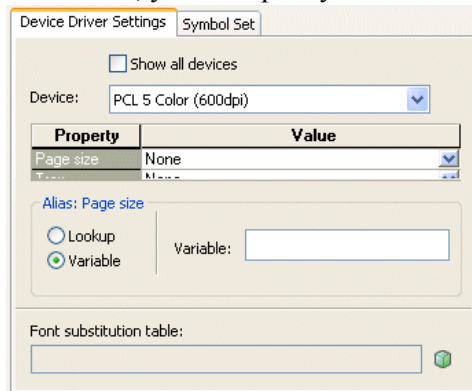 Device Driver Settings Symbol Set
Show all devices
Device: PCL 5 Color (600dpi)
Property Value
Page size None
Alias: Page size
Lookup
Variable
Variable:
Font substitution table: